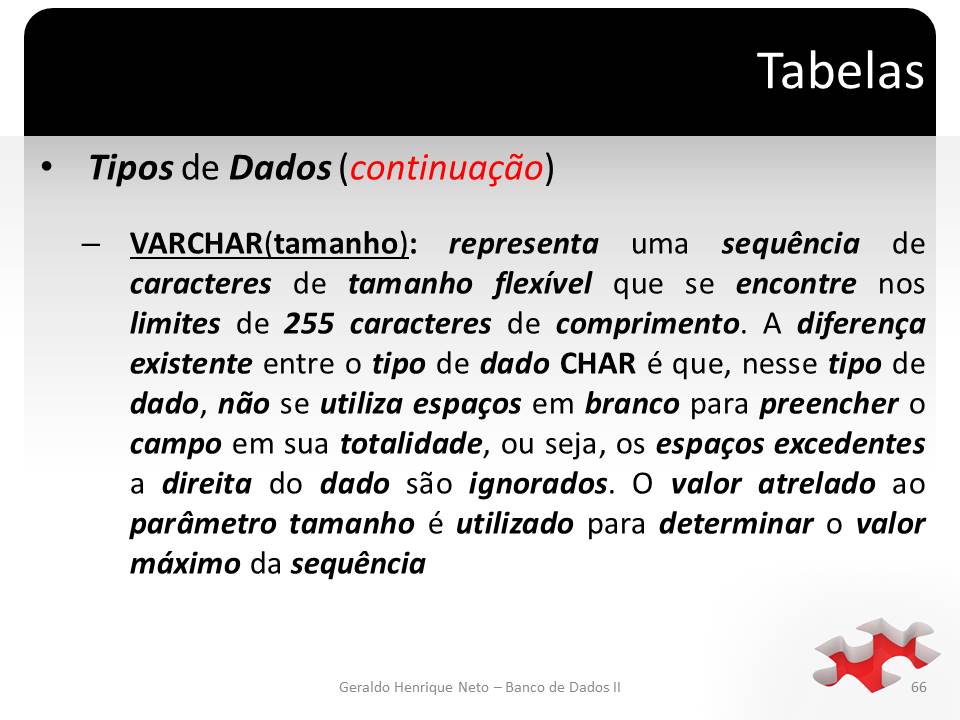 Tabelas
• Tipos de Dados (continuação)
– VARCHAR(tamanho): representa uma sequência de
caracteres de tamanho flexível que se encontre nos
limites de 255 caracteres de comprimento. A diferença
existente entre o tipo de dado CHAR é que, nesse tipo de
dado, não se utiliza espaços em branco para preencher o
campo em sua totalidade, ou seja, os espaços excedentes
a direita do dado são ignorados. O valor atrelado ao
parâmetro tamanho é utilizado para determinar o valor
máximo da sequência
Geraldo Henrique Neto – Banco de Dados II
66